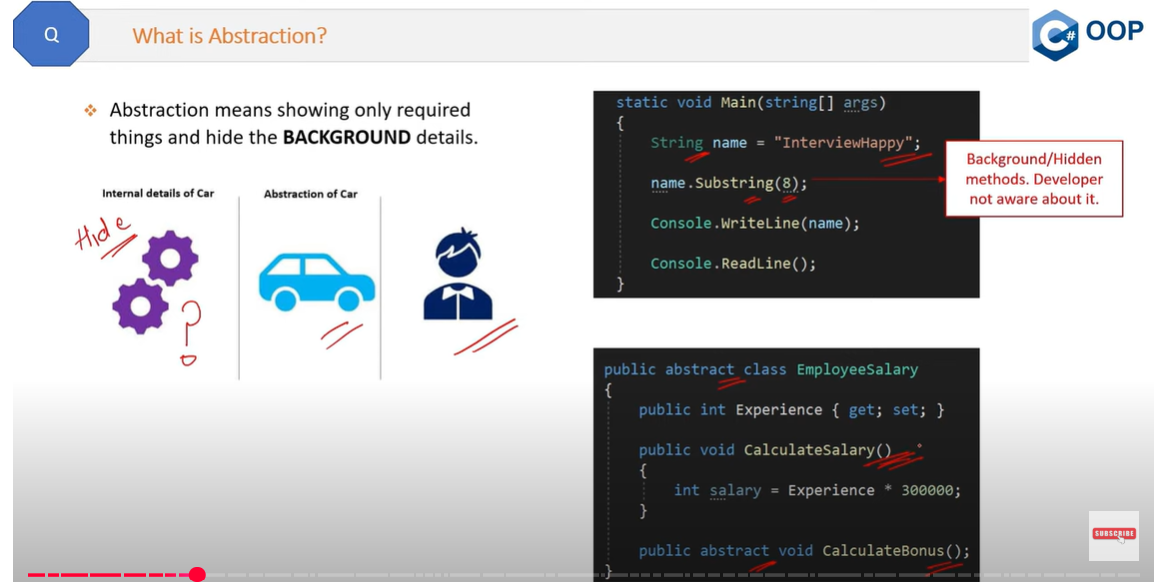 Q
What is Abstraction?
C# OOP
❖ Abstraction means showing only required
things and hide the BACKGROUND details.
Internal details of Car
Abstraction of Car
Hide
?
static void Main(string[] args)
{
String name = "InterviewHappy";
name.Substring(8);
Console.WriteLine(name);
Console.ReadLine();
}
Background/Hidden
methods. Developer
not aware about it.
public abstract class EmployeeSalary
{
public int Experience { get; set; }
public void CalculateSalary()
{
int salary = Experience * 300000;
}
public abstract void CalculateBonus();
}
SUBSCRIBE